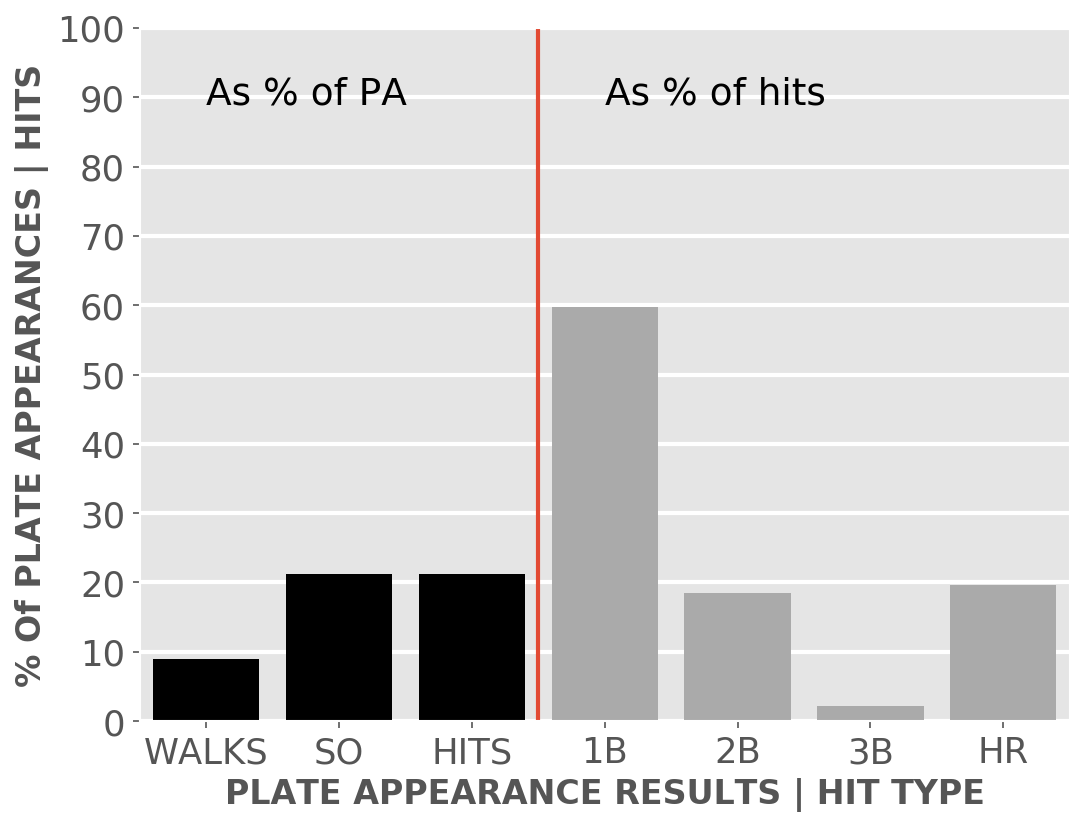 100
90
80
70
60
50
40
30
20
10
0
% Of PLATE APPEARANCES | HITS
As % of PA
As % of hits
WALKS SO HITS 1B 2B 3B HR
PLATE APPEARANCE RESULTS | HIT TYPE